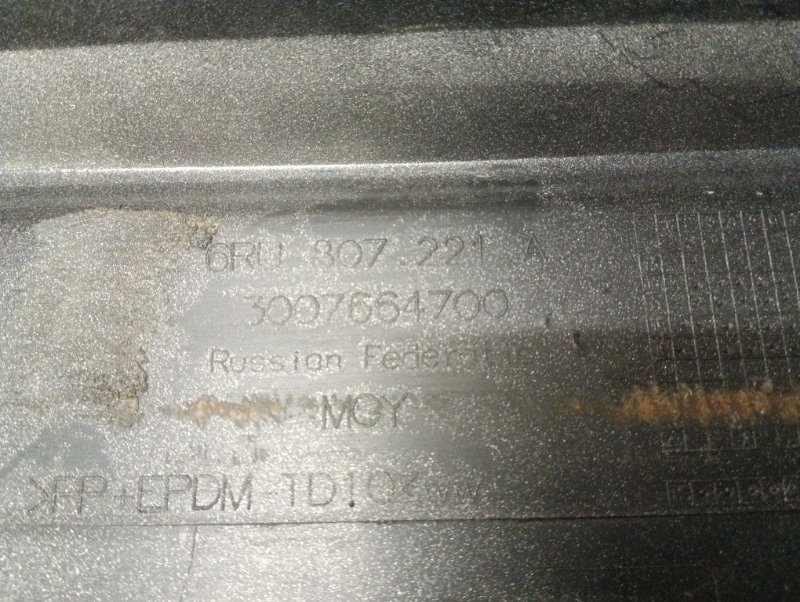 6RU 807 221 A
3007664700
Russian Federation
MGY
>PP+EPDM-TD10<